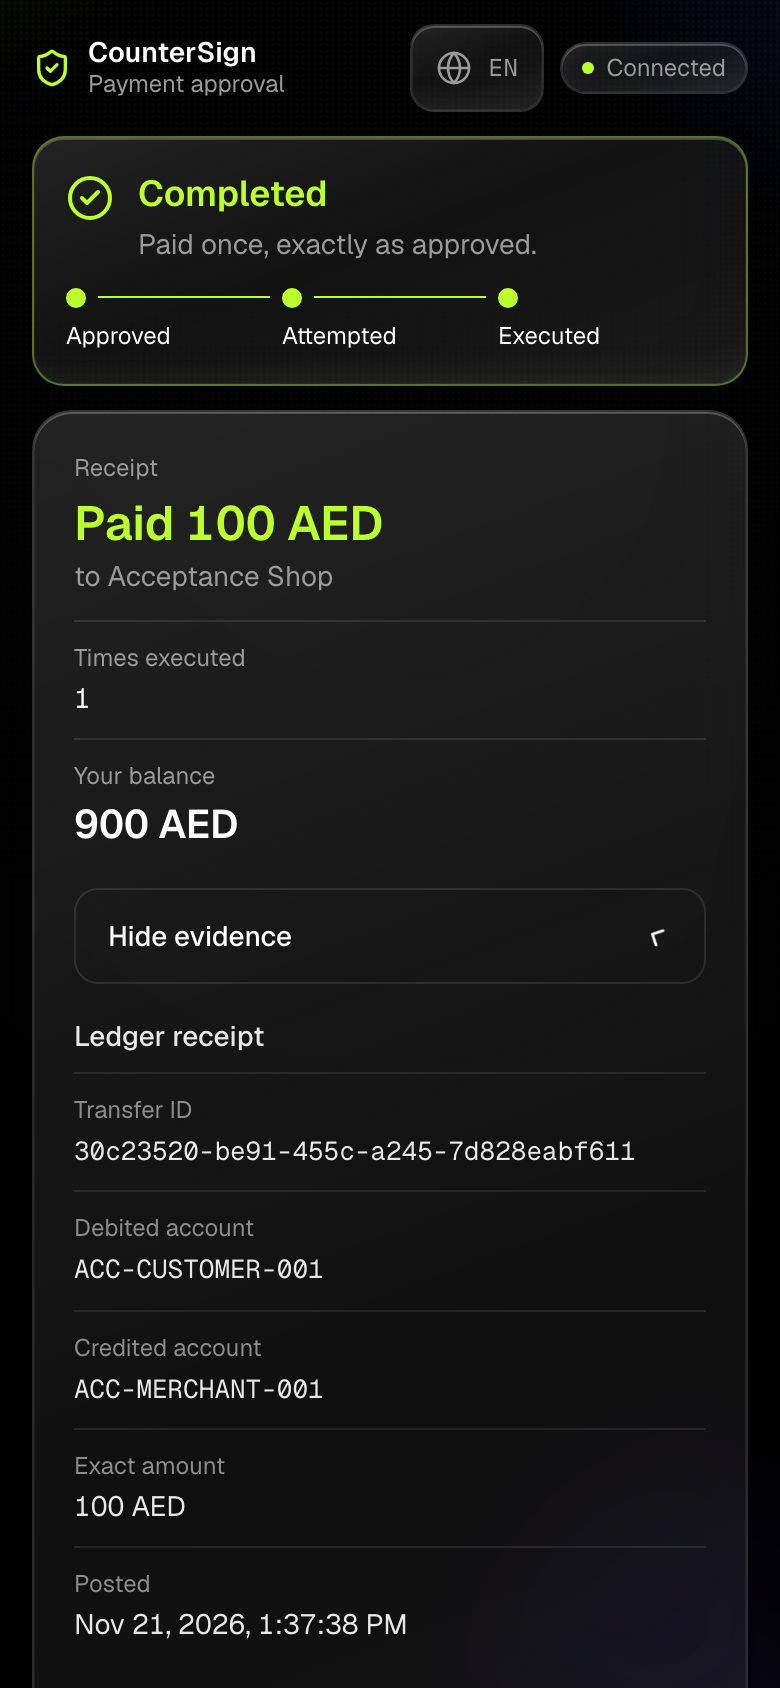 CounterSign
Payment approval
EN
Connected
Completed
Paid once, exactly as approved.
Approved
Attempted
Executed
Receipt
Paid 100 AED
to Acceptance Shop
Times executed
1
Your balance
900 AED
Hide evidence
Ledger receipt
Transfer ID
30c23520-be91-455c-a245-7d828eabf611
Debited account
ACC-CUSTOMER-001
Credited account
ACC-MERCHANT-001
Exact amount
100 AED
Posted
Nov 21, 2026, 1:37:38 PM